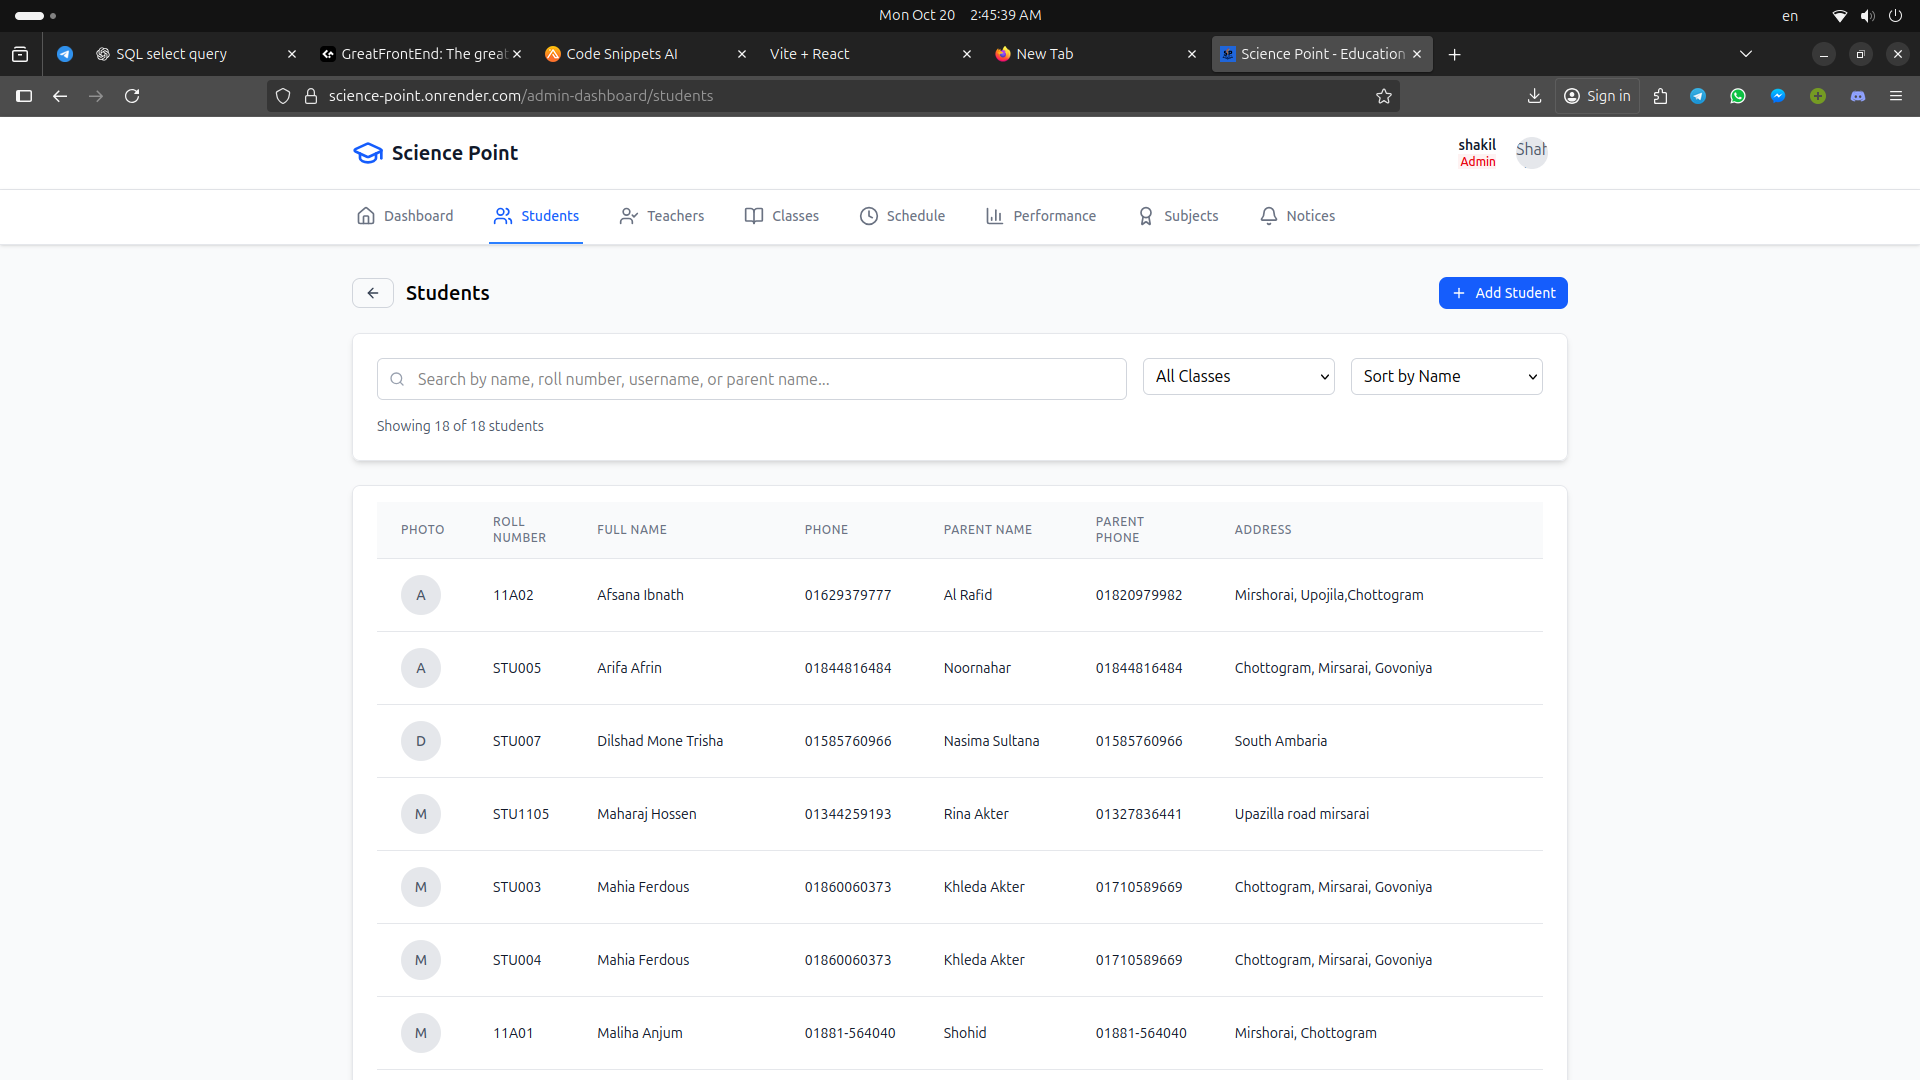 Mon Oct 20 2:45:39 AM
en
SQL select query
GreatFrontEnd: The great
Code Snippets AI
Vite + React
New Tab
Science Point - Education
science-point.onrender.com/admin-dashboard/students
Sign in
Science Point
shakil
Admin
Shah
Dashboard
Students
Teachers
Classes
Schedule
Performance
Subjects
Notices
Students
+ Add Student
Search by name, roll number, username, or parent name...
All Classes
Sort by Name
Showing 18 of 18 students
PHOTO ROLL NUMBER FULL NAME PHONE PARENT NAME PARENT PHONE ADDRESS
A 11A02 Afsana Ibnath 01629379777 Al Rafid 01820979982 Mirshorai, Upojila,Chottogram
A STU005 Arifa Afrin 01844816484 Noornahar 01844816484 Chottogram, Mirsarai, Govoniya
D STU007 Dilshad Mone Trisha 01585760966 Nasima Sultana 01585760966 South Ambaria
M STU1105 Maharaj Hossen 01344259193 Rina Akter 01327836441 Upazilla road mirsarai
M STU003 Mahia Ferdous 01860060373 Khleda Akter 01710589669 Chottogram, Mirsarai, Govoniya
M STU004 Mahia Ferdous 01860060373 Khleda Akter 01710589669 Chottogram, Mirsarai, Govoniya
M 11A01 Maliha Anjum 01881-564040 Shohid 01881-564040 Mirshorai, Chottogram